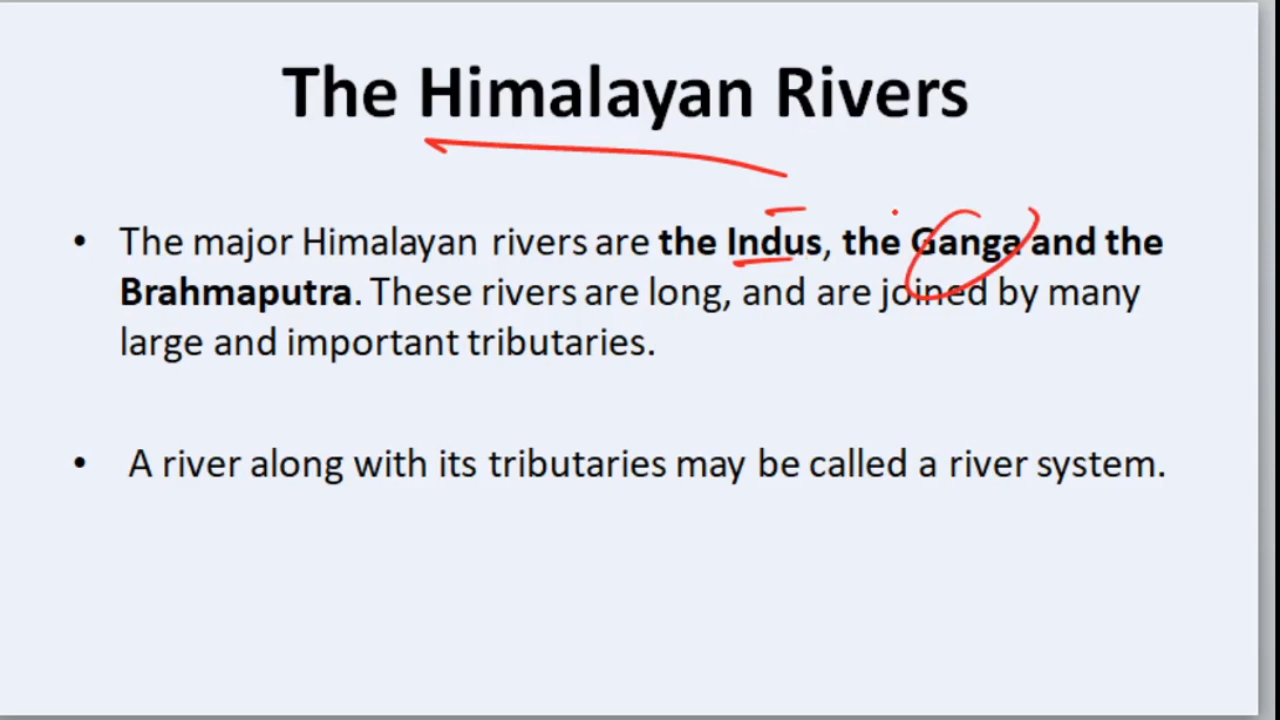 The Himalayan Rivers
• The major Himalayan rivers are the Indus, the Ganga and the
Brahmaputra. These rivers are long, and are joined by many
large and important tributaries.
• A river along with its tributaries may be called a river system.